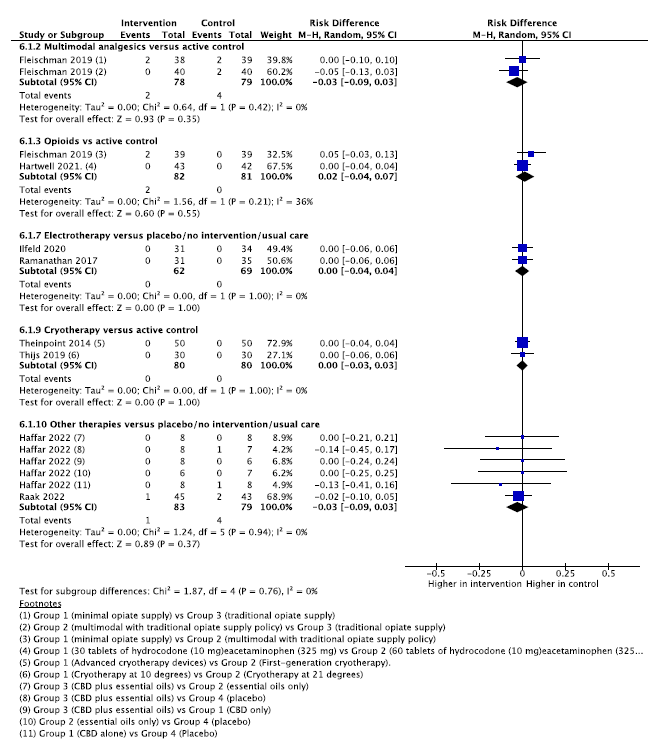 Intervention Control Risk Difference Risk Difference
Study or Subgroup Events Total Events Total Weight M-H, Random, 95% CI M-H, Random, 95% CI
6.1.2 Multimodal analgesics versus active control
Fleischman 2019 (1) 2 38 2 39 39.8% 0.00 [-0.10, 0.10]
Fleischman 2019 (2) 0 40 2 40 60.2% -0.05 [-0.13, 0.03]
Subtotal (95% CI) 78 79 100.0% -0.03 [-0.09, 0.03]
Total events 2 4
Heterogeneity: Tau² = 0.00; Chi² = 0.64, df = 1 (P = 0.42); I² = 0%
Test for overall effect: Z = 0.93 (P = 0.35)
6.1.3 Opioids vs active control
Fleischman 2019 (3) 2 39 0 39 32.5% 0.05 [-0.03, 0.13]
Hartwell 2021. (4) 0 43 0 42 67.5% 0.00 [-0.04, 0.04]
Subtotal (95% CI) 82 81 100.0% 0.02 [-0.04, 0.07]
Total events 2 0
Heterogeneity: Tau² = 0.00; Chi² = 1.56, df = 1 (P = 0.21); I² = 36%
Test for overall effect: Z = 0.60 (P = 0.55)
6.1.7 Electrotherapy versus placebo/no intervention/usual care
Ilfeld 2020 0 31 0 34 49.4% 0.00 [-0.06, 0.06]
Ramanathan 2017 0 31 0 35 50.6% 0.00 [-0.06, 0.06]
Subtotal (95% CI) 62 69 100.0% 0.00 [-0.04, 0.04]
Total events 0 0
Heterogeneity: Tau² = 0.00; Chi² = 0.00, df = 1 (P = 1.00); I² = 0%
Test for overall effect: Z = 0.00 (P = 1.00)
6.1.9 Cryotherapy versus active control
Theinpoint 2014 (5) 0 50 0 50 72.9% 0.00 [-0.04, 0.04]
Thijs 2019 (6) 0 30 0 30 27.1% 0.00 [-0.06, 0.06]
Subtotal (95% CI) 80 80 100.0% 0.00 [-0.03, 0.03]
Total events 0 0
Heterogeneity: Tau² = 0.00; Chi² = 0.00, df = 1 (P = 1.00); I² = 0%
Test for overall effect: Z = 0.00 (P = 1.00)
6.1.10 Other therapies versus placebo/no intervention/usual care
Haffar 2022 (7) 0 8 0 8 8.9% 0.00 [-0.21, 0.21]
Haffar 2022 (8) 0 8 1 7 4.4% -0.14 [-0.45, 0.17]
Haffar 2022 (9) 0 8 0 6 6.8% 0.00 [-0.24, 0.24]
Haffar 2022 (10) 0 6 0 7 6.2% 0.00 [-0.25, 0.25]
Haffar 2022 (11) 0 8 1 8 4.9% -0.13 [-0.41, 0.16]
Raak 2022 1 45 2 43 68.9% -0.02 [-0.10, 0.05]
Subtotal (95% CI) 83 79 100.0% -0.03 [-0.09, 0.03]
Total events 1 4
Heterogeneity: Tau² = 0.00; Chi² = 1.24, df = 5 (P = 0.94); I² = 0%
Test for overall effect: Z = 0.89 (P = 0.37)
-0.5 -0.25 0 0.25 0.5
Higher in intervention Higher in control
Test for subgroup differences: Chi² = 1.87, df = 4 (P = 0.76), I² = 0%
Footnotes
(1) Group 1 (minimal opiate supply) vs Group 3 (traditional opiate supply)
(2) Group 2 (multimodal with traditional opiate supply policy) vs Group 3 (traditional opiate supply)
(3) Group 1 (minimal opiate supply) vs Group 2 (multimodal with traditional opiate supply policy)
(4) Group 1 (30 tablets of hydrocodone (10 mg)eacetaminophen (325 mg) vs Group 2 (60 tablets of hydrocodone (10 mg)eacetaminophen (325...
(5) Group 1 (Advanced cryotherapy devices) vs Group 2 (First-generation cryotherapy).
(6) Group 1 (Cryotherapy at 10 degrees) vs Group 2 (Cryotherapy at 21 degrees)
(7) Group 3 (CBD plus essential oils) vs Group 2 (essential oils only)
(8) Group 3 (CBD plus essential oils) vs Group 4 (placebo)
(9) Group 3 (CBD plus essential oils) vs Group 1 (CBD only)
(10) Group 2 (essential oils only) vs Group 4 (placebo)
(11) Group 1 (CBD alone) vs Group 4 (Placebo)